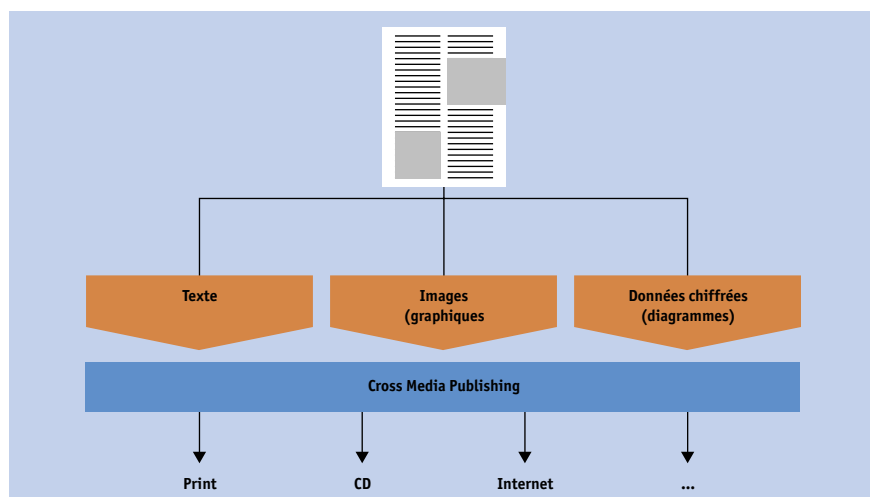 Texte
Images
(graphiques
Données chiffrées
(diagrammes)
Cross Media Publishing
Print
CD
Internet
...